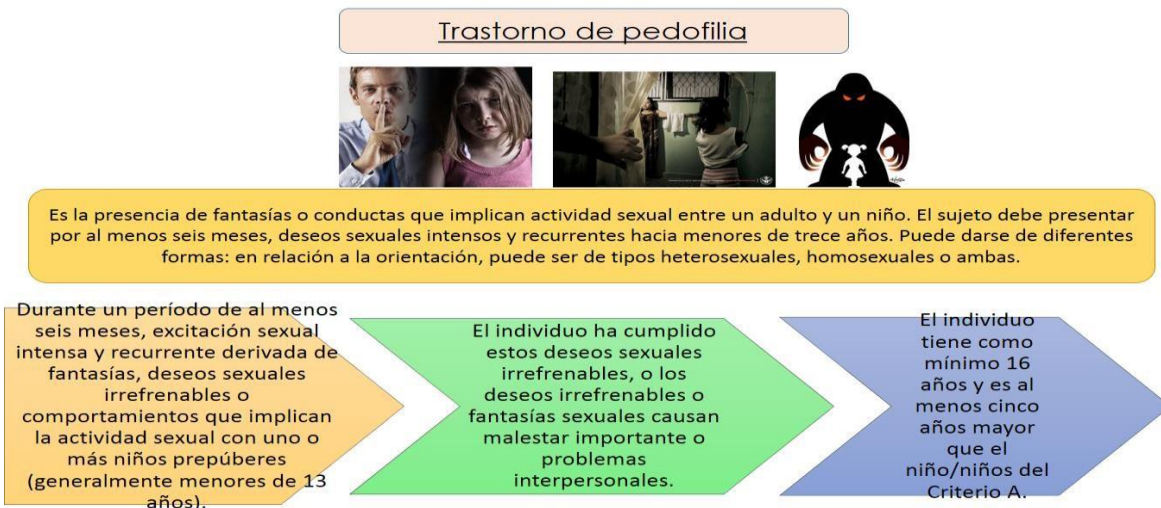 Trastorno de pedofilia
Es la presencia de fantasías o conductas que implican actividad sexual entre un adulto y un niño. El sujeto debe presentar
por al menos seis meses, deseos sexuales intensos y recurrentes hacia menores de trece años. Puede darse de diferentes
formas: en relación a la orientación, puede ser de tipos heterosexuales, homosexuales o ambas.
Durante un período de al menos
seis meses, excitación sexual
intensa y recurrente derivada de
fantasías, deseos sexuales
irrefrenables o
comportamientos que implican
la actividad sexual con uno o
más niños prepúberes
(generalmente menores de 13
años).
El individuo ha cumplido
estos deseos sexuales
irrefrenables, o los
deseos irrefrenables o
fantasías sexuales causan
malestar importante o
problemas
interpersonales.
El individuo
tiene como
mínimo 16
años y es al
menos cinco
años mayor
que el
niño/niños del
Criterio A.